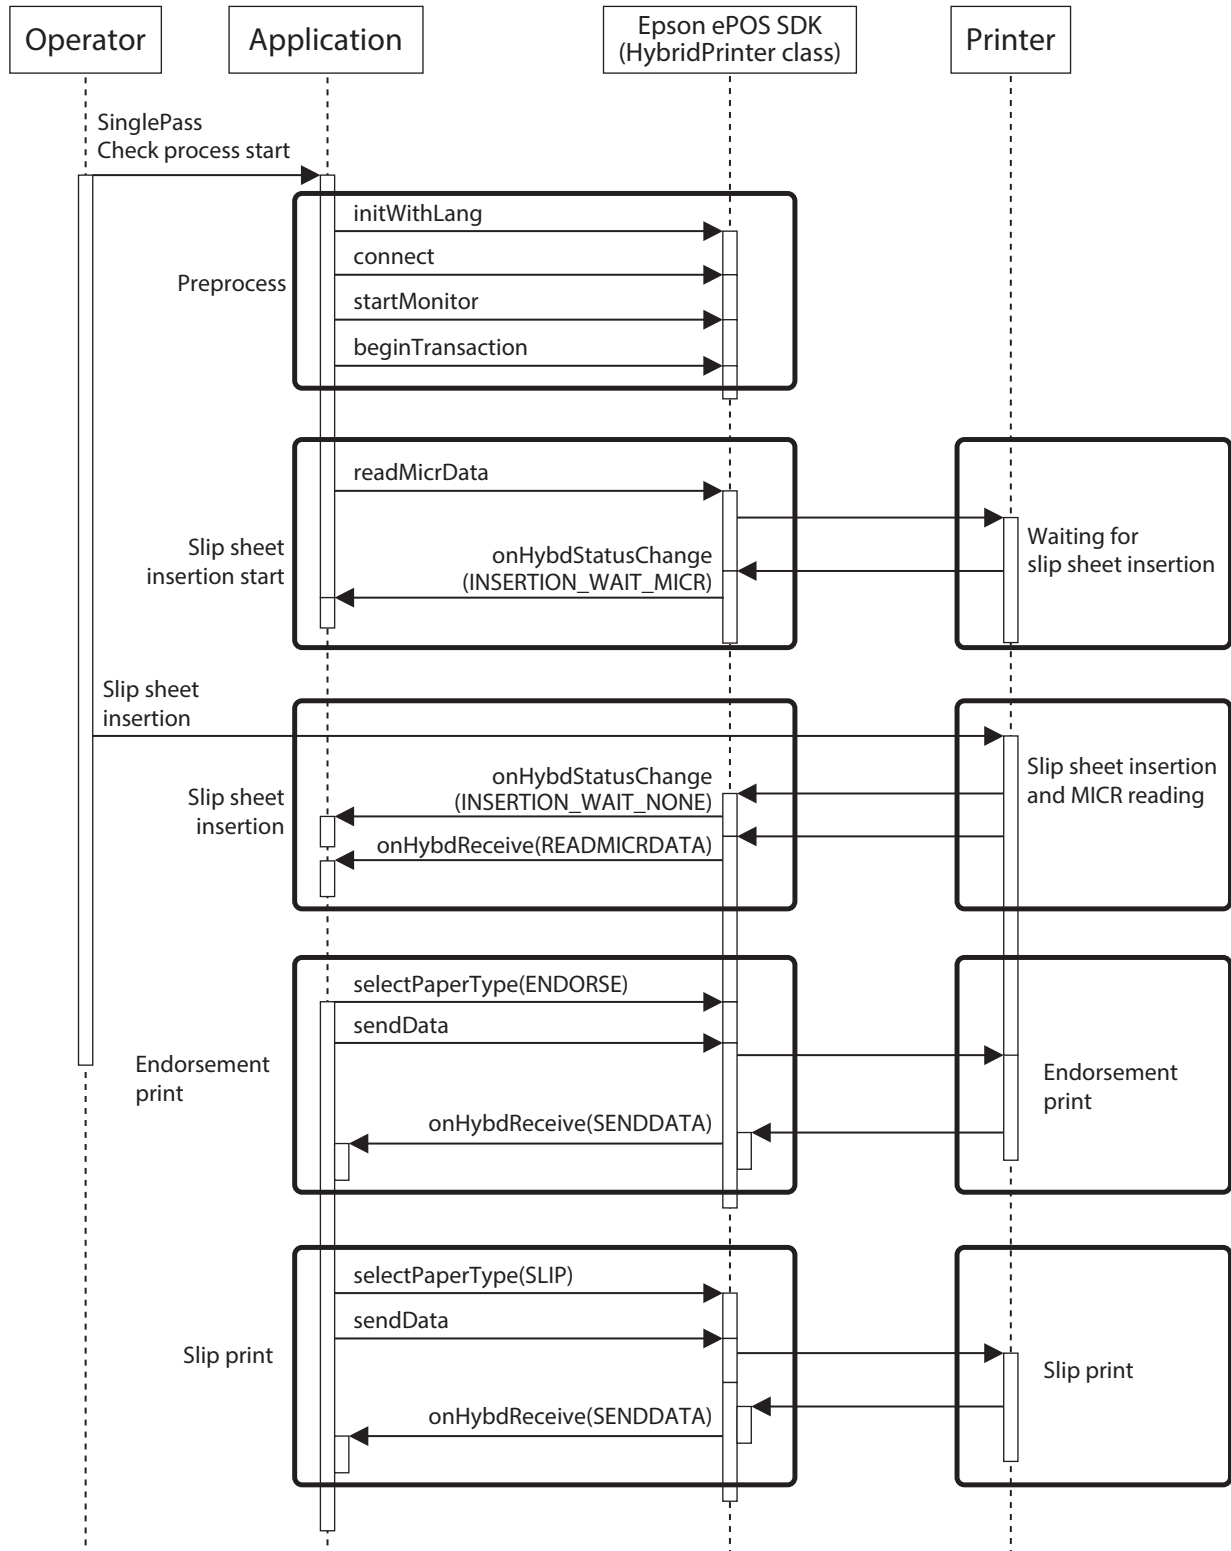 Operator
Application
Epson ePOS SDK
(HybridPrinter class)
Printer
SinglePass
Check process start
initWithLang
connect
Preprocess
startMonitor
beginTransaction
readMicrData
Slip sheet
insertion start
onHybdStatusChange
(INSERTION_WAIT_MICR)
Waiting for
slip sheet insertion
Slip sheet
insertion
Slip sheet
insertion
onHybdStatusChange
(INSERTION_WAIT_NONE)
onHybdReceive(READMICRDATA)
Slip sheet insertion
and MICR reading
selectPaperType(ENDORSE)
sendData
Endorsement
print
onHybdReceive(SENDDATA)
Endorsement
print
selectPaperType(SLIP)
sendData
Slip print
onHybdReceive(SENDDATA)
Slip print